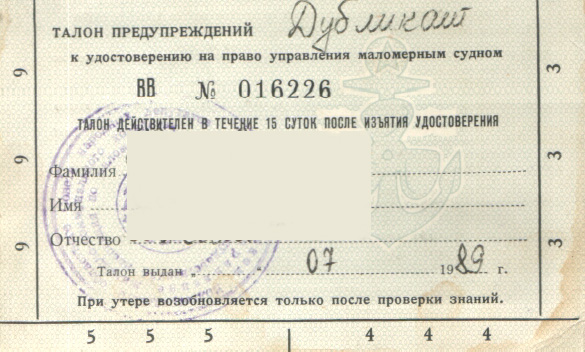 Дубликат
ТАЛОН ПРЕДУПРЕЖДЕНИЙ
к удостоверению на право управления маломерным судном
ВВ № 016226
ТАЛОН ДЕЙСТВИТЕЛЕН В ТЕЧЕНИЕ 15 СУТОК ПОСЛЕ ИЗЪЯТИЯ УДОСТОВЕРЕНИЯ
Фамилия
Имя
Отчество
Талон выдан „ “ 07 1989 г.
При утере возобновляется только после проверки знаний.
9 9 9
3 3 3
5 5 5 4 4 4